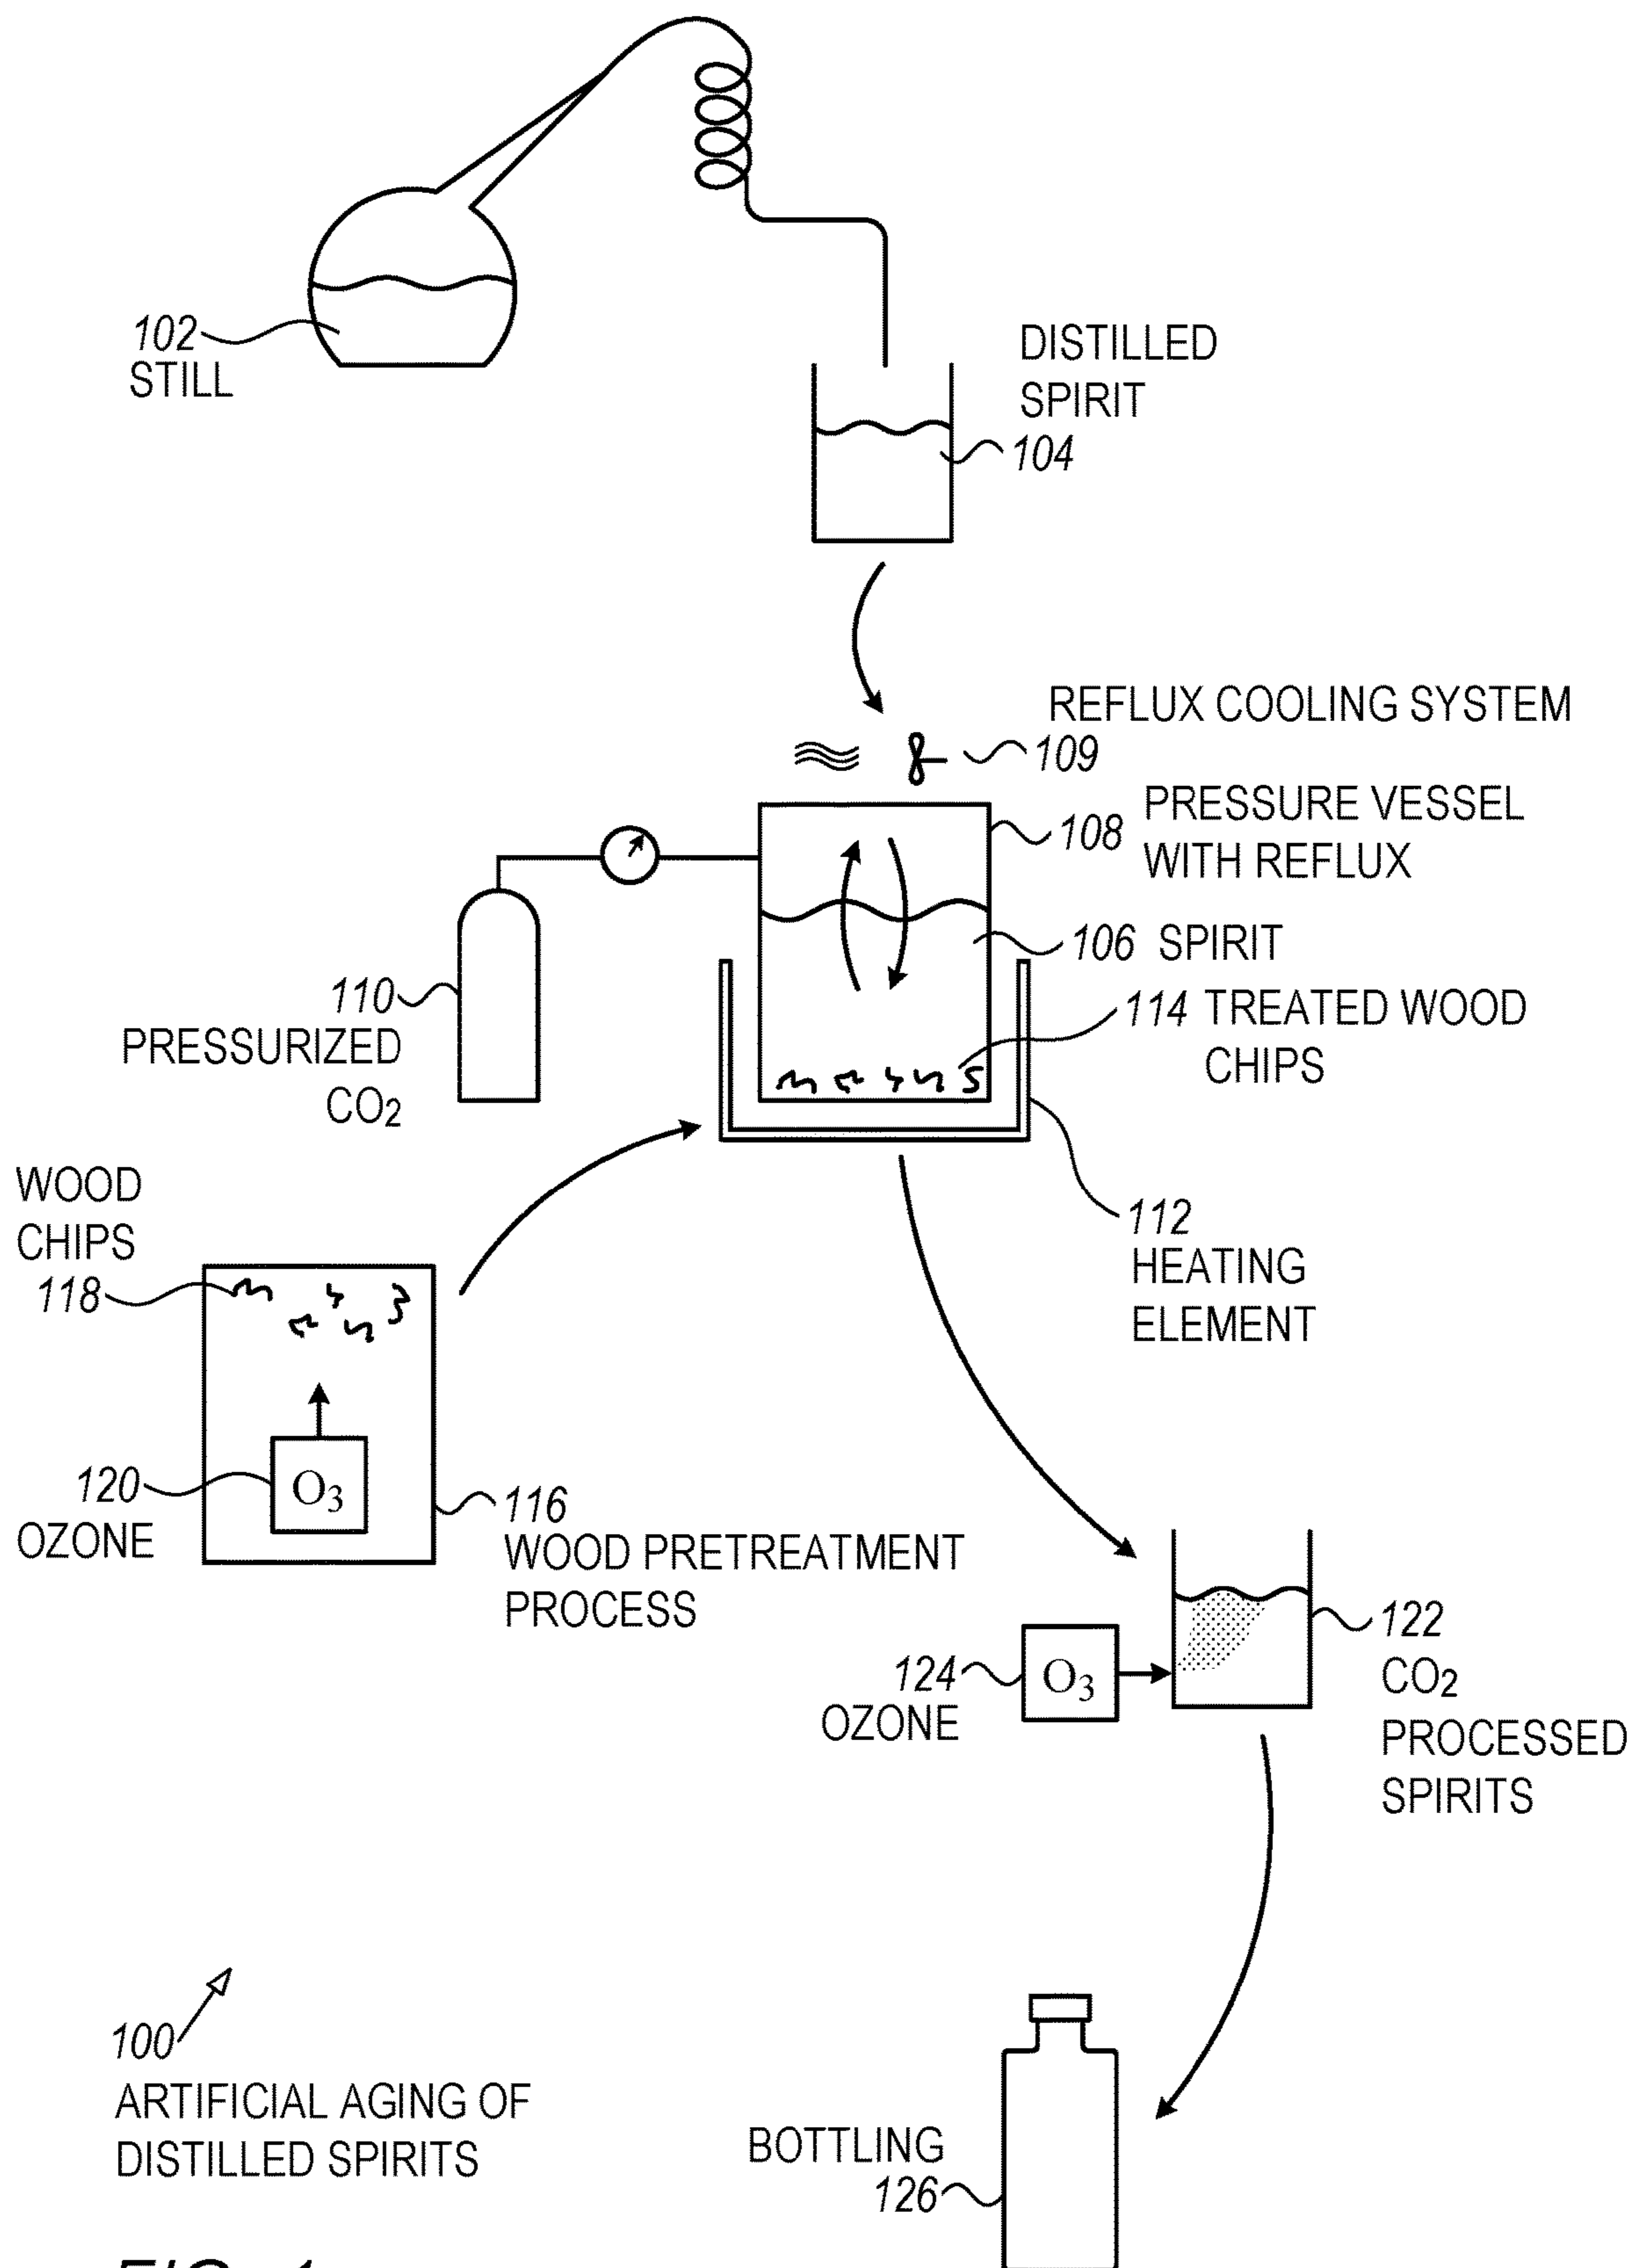 102
STILL
DISTILLED
SPIRIT
104
REFLUX COOLING SYSTEM
109
PRESSURE VESSEL
108
WITH REFLUX
106 SPIRIT
110
PRESSURIZED
CO2
114 TREATED WOOD
CHIPS
WOOD
CHIPS
118
112
HEATING
ELEMENT
120
OZONE
O3
116
WOOD PRETREATMENT
PROCESS
124
OZONE
O3
122
CO2
PROCESSED
SPIRITS
100
ARTIFICIAL AGING OF
DISTILLED SPIRITS
BOTTLING
126